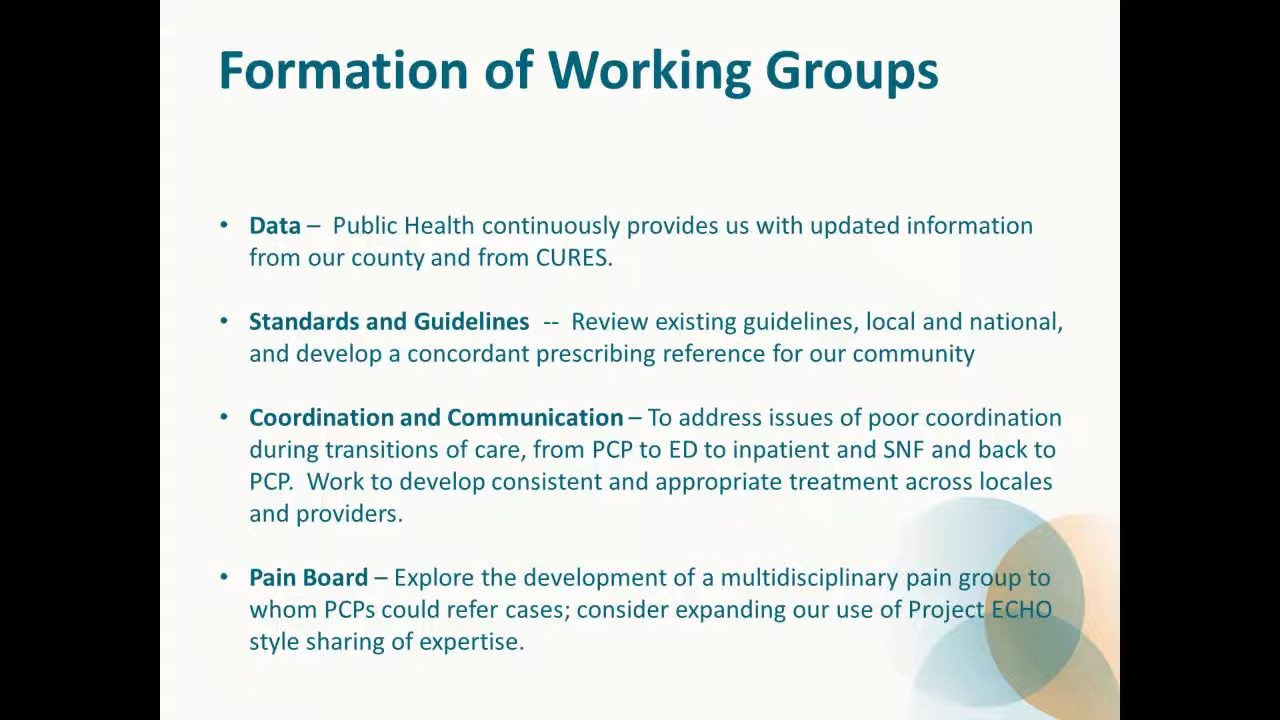 Formation of Working Groups
• Data – Public Health continuously provides us with updated information
from our county and from CURES.
• Standards and Guidelines -- Review existing guidelines, local and national,
and develop a concordant prescribing reference for our community
• Coordination and Communication – To address issues of poor coordination
during transitions of care, from PCP to ED to inpatient and SNF and back to
PCP. Work to develop consistent and appropriate treatment across locales
and providers.
• Pain Board – Explore the development of a multidisciplinary pain group to
whom PCPs could refer cases; consider expanding our use of Project ECHO
style sharing of expertise.